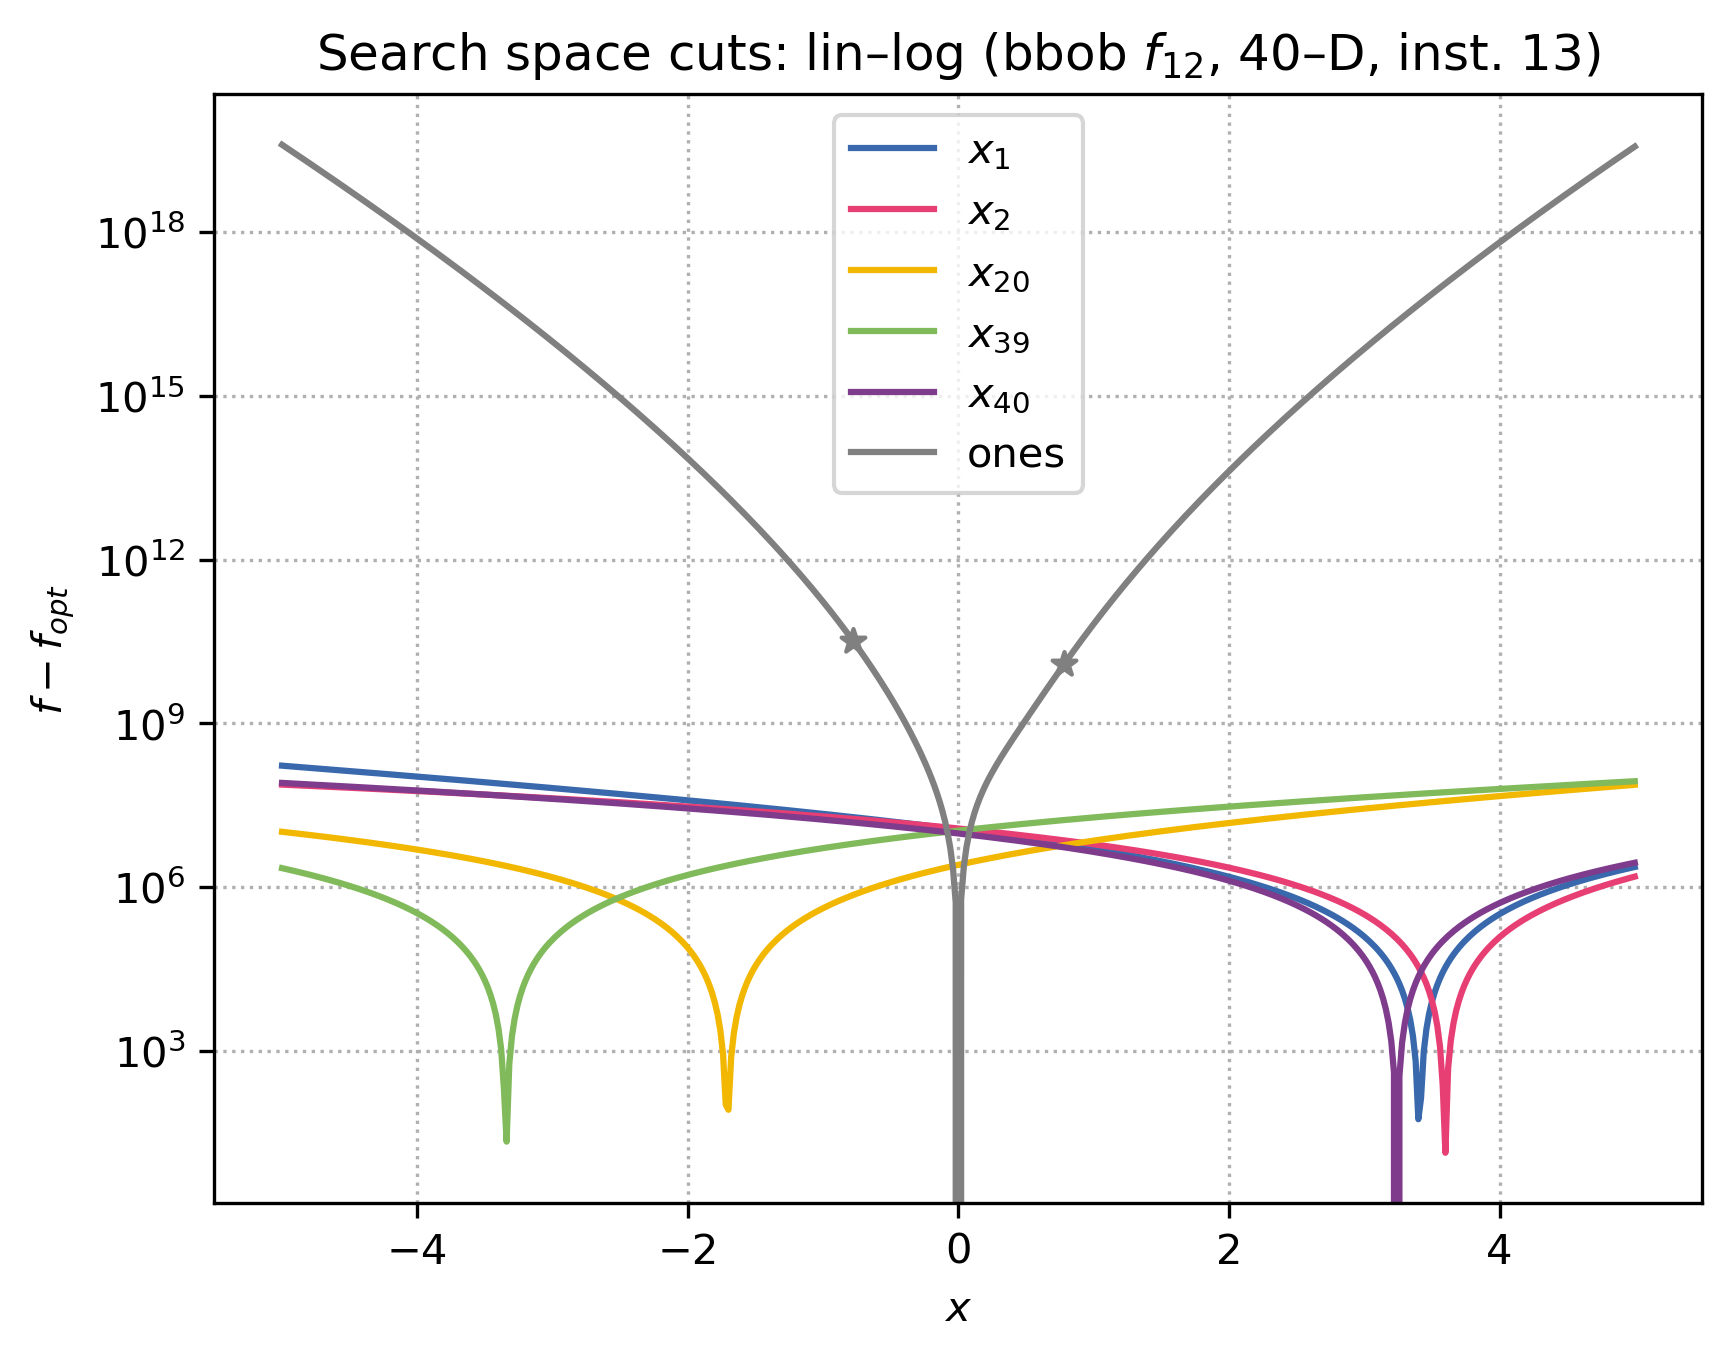 Search space cuts: lin–log (bbob f12, 40–D, inst. 13)
x1
x2
x20
x39
x40
ones
10^18
10^15
10^12
10^9
10^6
10^3
f − fopt
−4 −2 0 2 4
x